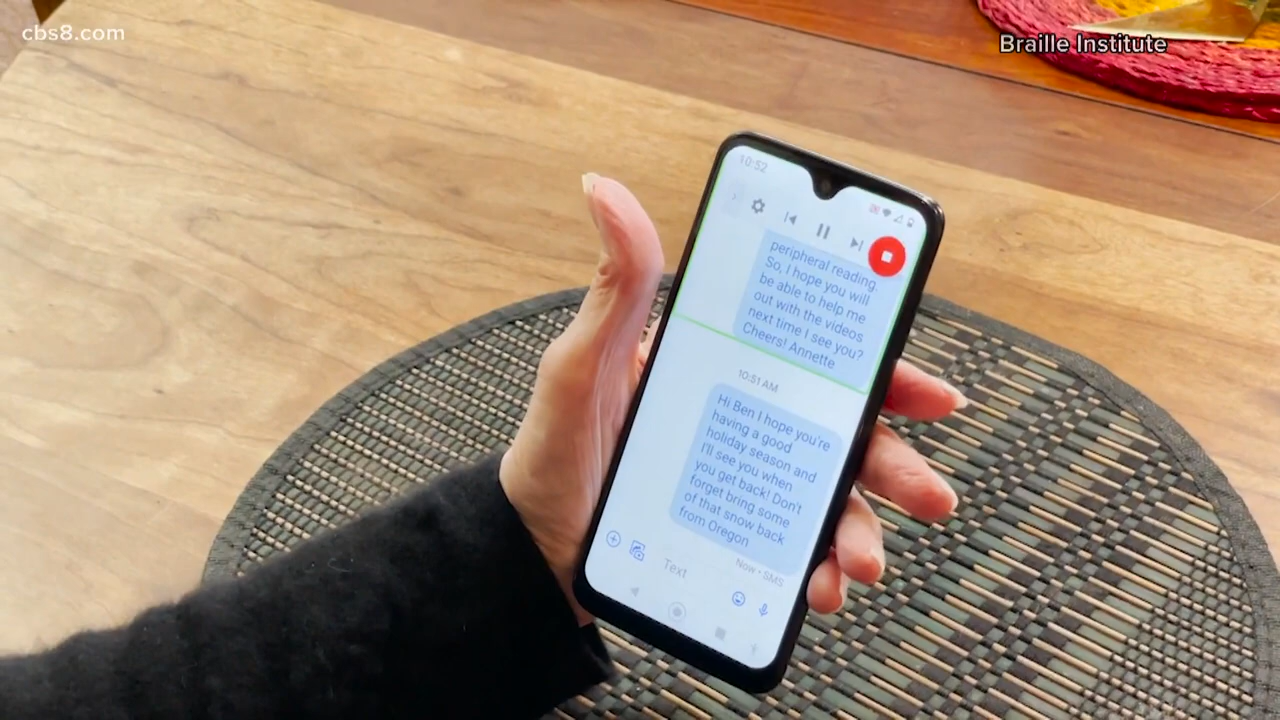 cbs8.com
Braille Institute
10:52
peripheral reading.
So, I hope you will
be able to help me
out with the videos
next time I see you?
Cheers! Annette
10:51 AM
Hi Ben I hope you're
having a good
holiday season and
I'll see you when
you get back! Don't
forget bring some
of that snow back
from Oregon
Now • SMS
Text